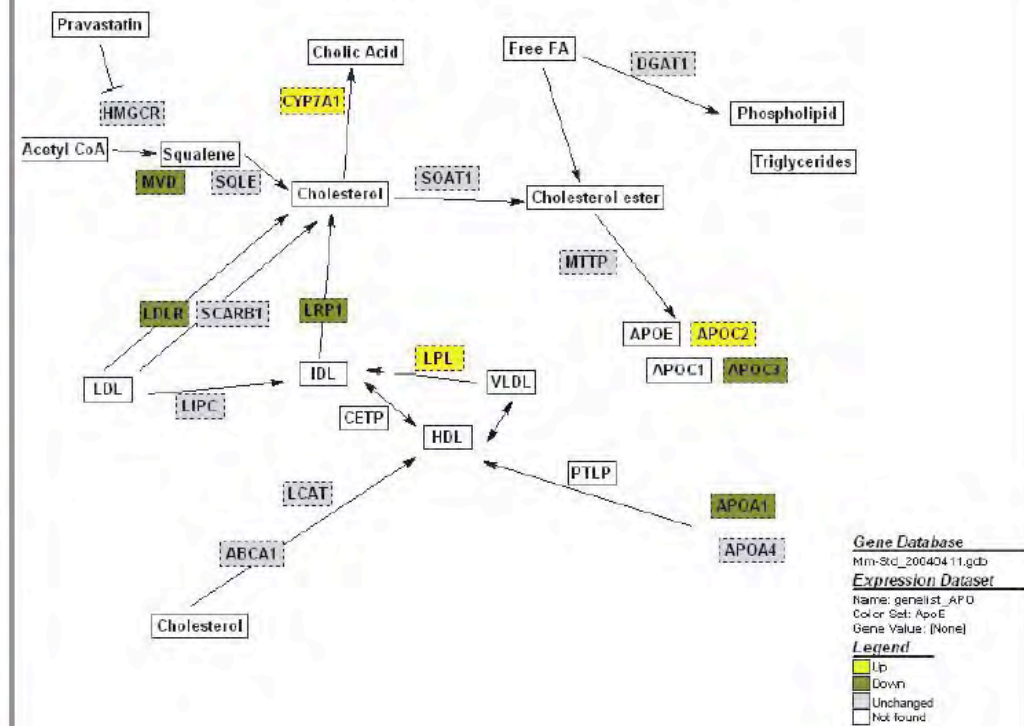 Pravastatin
Cholic Acid
Free FA
DGAT1
CYP7A1
HMGCR
Phospholipid
Acetyl CoA
Squalene
Triglycerides
MVD
SQLE
SOAT1
Cholesterol
Cholesterol ester
MTTP
LDLR
SCARB1
LRP1
APOE
APOC2
LPL
APOC1
APOC3
LDL
IDL
VLDL
LIPC
CETP
HDL
PTLP
LCAT
APOA1
ABCA1
APOA4
Cholesterol
Gene Database
Mm-Std_20040411.gdb
Expression Dataset
Name: genelist_APO
Color Set: ApoE
Gene Value: [None]
Legend
Up
Down
Unchanged
Not found